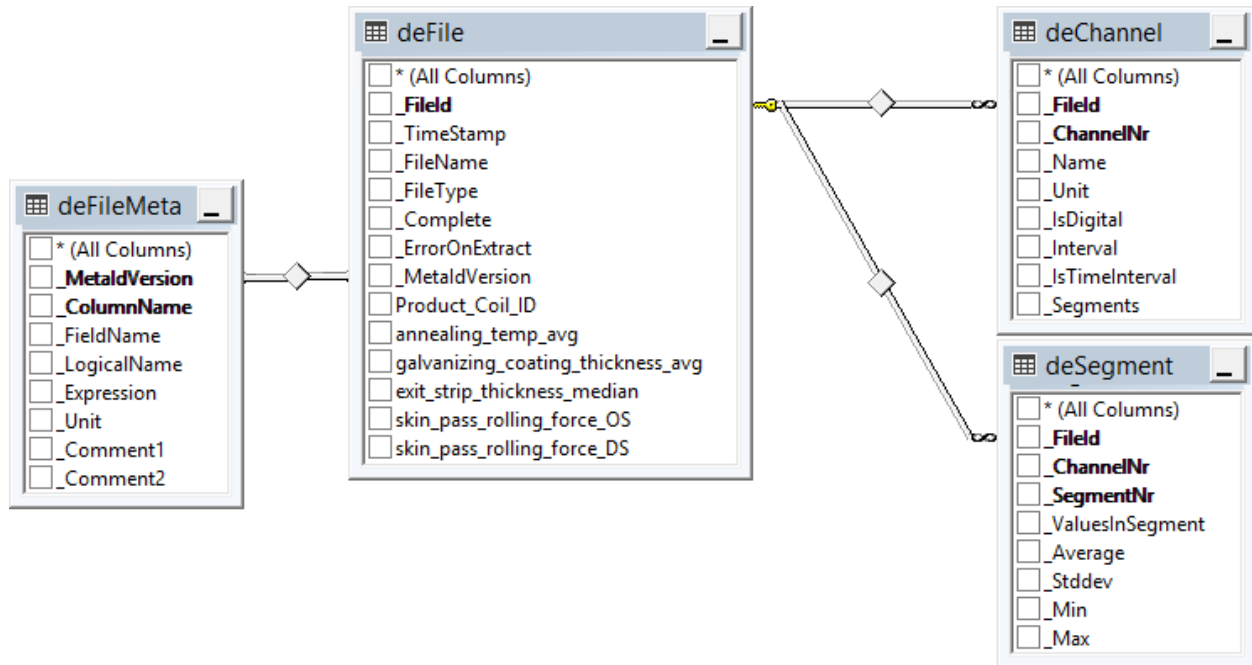 deFileMeta
* (All Columns)
_MetaIdVersion
_ColumnName
_FieldName
_LogicalName
_Expression
_Unit
_Comment1
_Comment2
deFile
* (All Columns)
_FileId
_TimeStamp
_FileName
_FileType
_Complete
_ErrorOnExtract
_MetaIdVersion
Product_Coil_ID
annealing_temp_avg
galvanizing_coating_thickness_avg
exit_strip_thickness_median
skin_pass_rolling_force_OS
skin_pass_rolling_force_DS
deChannel
* (All Columns)
_FileId
_ChannelNr
_Name
_Unit
_IsDigital
_Interval
_IsTimeInterval
_Segments
deSegment
* (All Columns)
_FileId
_ChannelNr
_SegmentNr
_ValuesInSegment
_Average
_Stddev
_Min
_Max